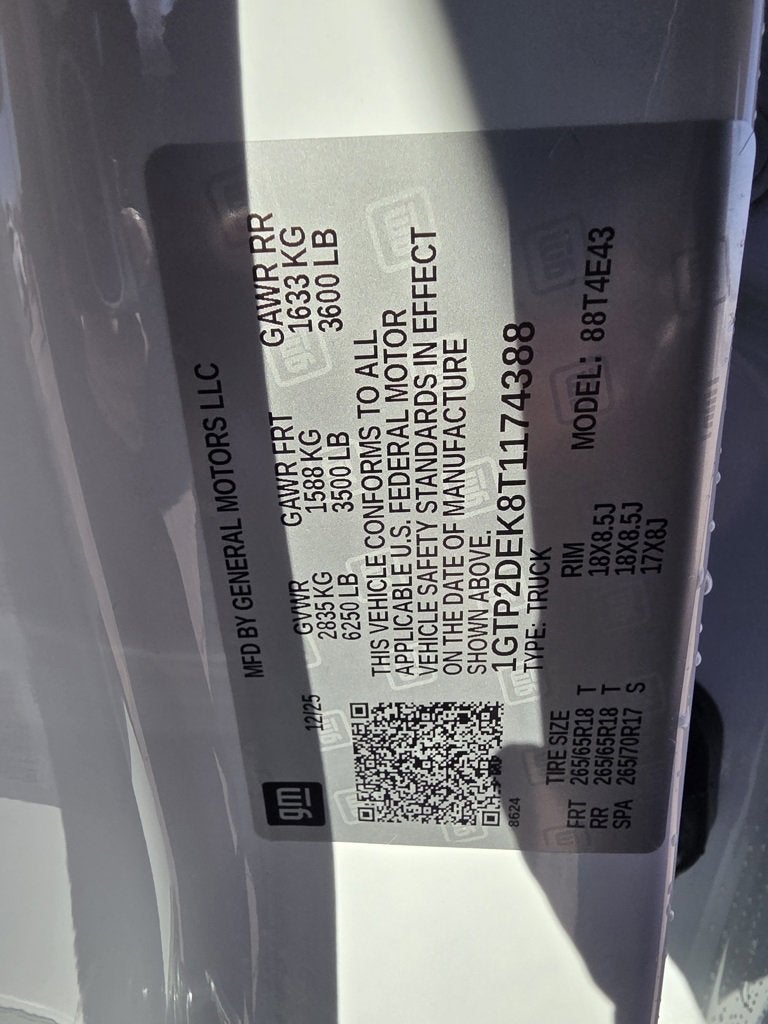 gm
MFD BY GENERAL MOTORS LLC
12/25
GVWR GAWR FRT GAWR RR
2835 KG 1588 KG 1633 KG
6250 LB 3500 LB 3600 LB
THIS VEHICLE CONFORMS TO ALL
APPLICABLE U.S. FEDERAL MOTOR
VEHICLE SAFETY STANDARDS IN EFFECT
ON THE DATE OF MANUFACTURE
SHOWN ABOVE.
1GTP2DEK8T1174388
8624
TYPE: TRUCK
TIRE SIZE RIM MODEL: 88T4E43
FRT 265/65R18 T 18X8.5J
RR 265/65R18 T 18X8.5J
SPA 265/70R17 S 17X8J